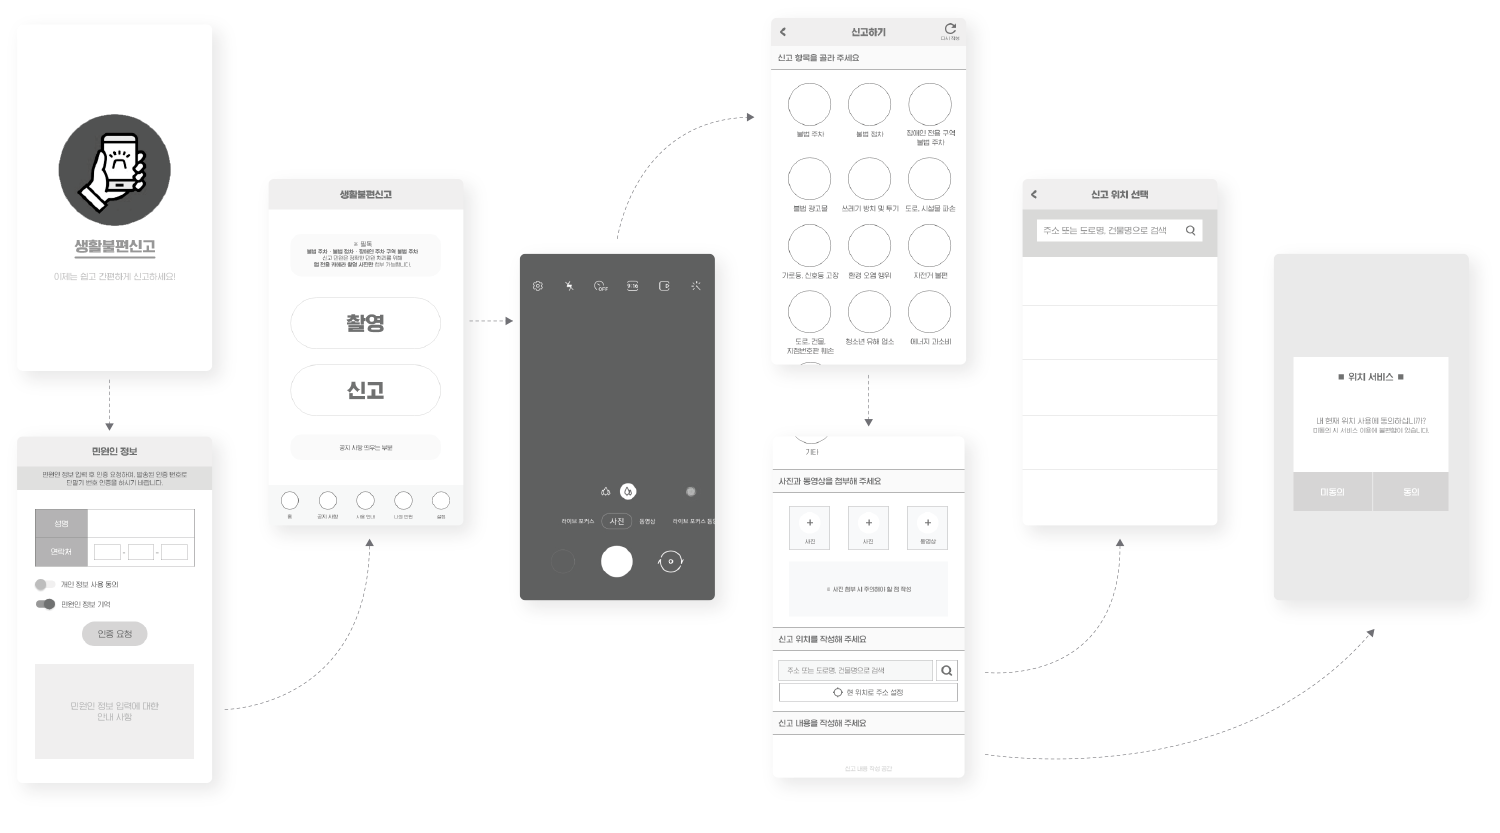 생활불편신고
이제는 쉽고 간편하게 신고하세요!
민원인 정보
민원인 정보 입력 후 인증 요청하여, 발송된 인증 번호로
단말기 번호 인증을 하시기 바랍니다.
성명
연락처
- -
개인 정보 사용 동의
민원인 정보 기억
인증 요청
민원인 정보 입력에 대한
안내 사항
생활불편신고
※ 필독
불법 주차 · 불법 정차 · 장애인 주차 구역 불법 주차
신고 민원은 정확한 민원 처리를 위해
앱 전용 카메라 촬영 사진만 첨부 가능합니다.
촬영
신고
공지 사항 띄우는 부분
홈
공지 사항
사용 안내
나의 민원
설정
OFF
9:16
라이브 포커스
사진
동영상
라이브 포커스 동영
신고하기
다시 작성
신고 항목을 골라 주세요
불법 주차
불법 정차
장애인 전용 구역
불법 주차
불법 광고물
쓰레기 방치 및 투기
도로, 시설물 파손
가로등, 신호등 고장
환경 오염 행위
자전거 불편
도로, 건물,
지점번호판 훼손
청소년 유해 업소
에너지 과소비
기타
사진과 동영상을 첨부해 주세요
+ + +
사진
사진
동영상
※ 사진 첨부 시 주의해야 할 점 작성
신고 위치를 작성해 주세요
주소 또는 도로명, 건물명으로 검색
현 위치로 주소 설정
신고 내용을 작성해 주세요
신고 내용 작성 공간
신고 위치 선택
주소 또는 도로명, 건물명으로 검색
■ 위치 서비스 ■
내 현재 위치 사용에 동의하십니까?
미동의 시 서비스 이용에 불편함이 있습니다.
미동의
동의